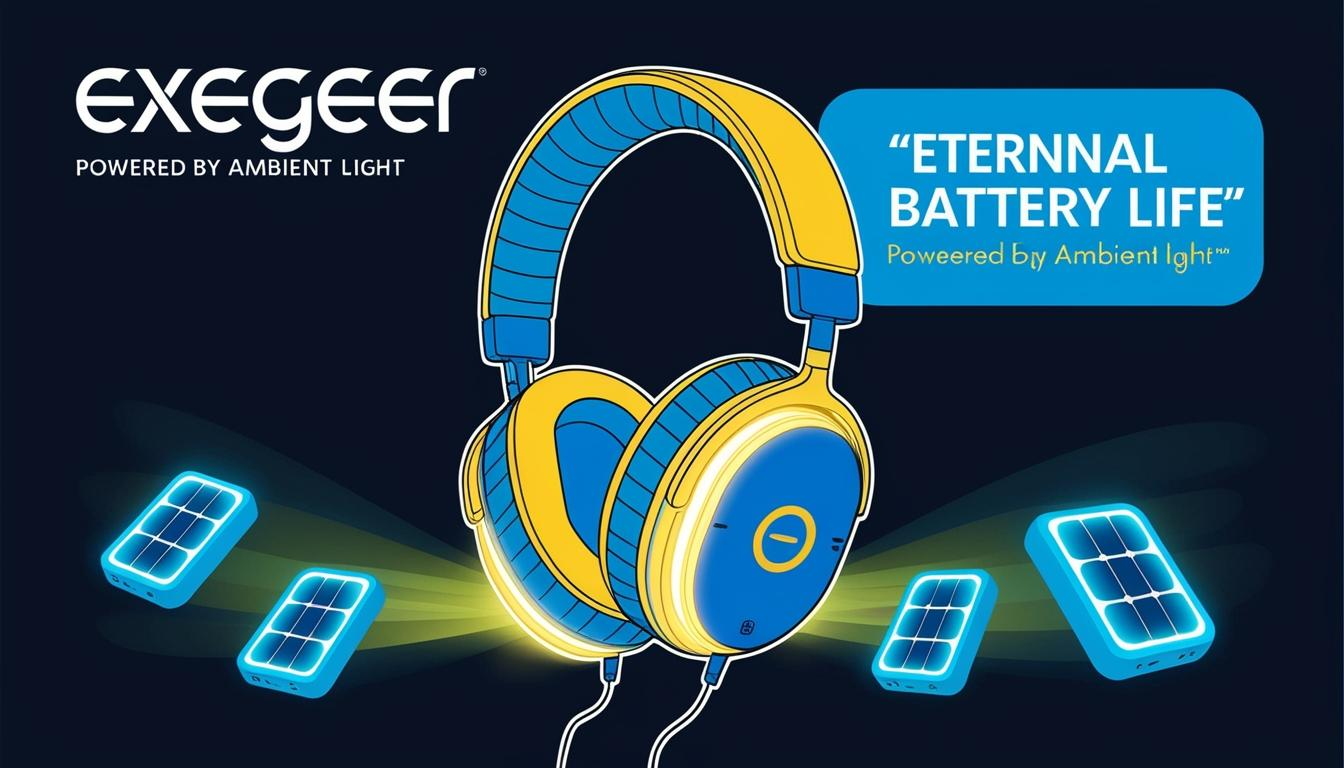 exegeer®
POWERED BY AMBIENT LIGHT
“ETERNNAL
BATTERY LIFE”
Poweered by Ambient lght